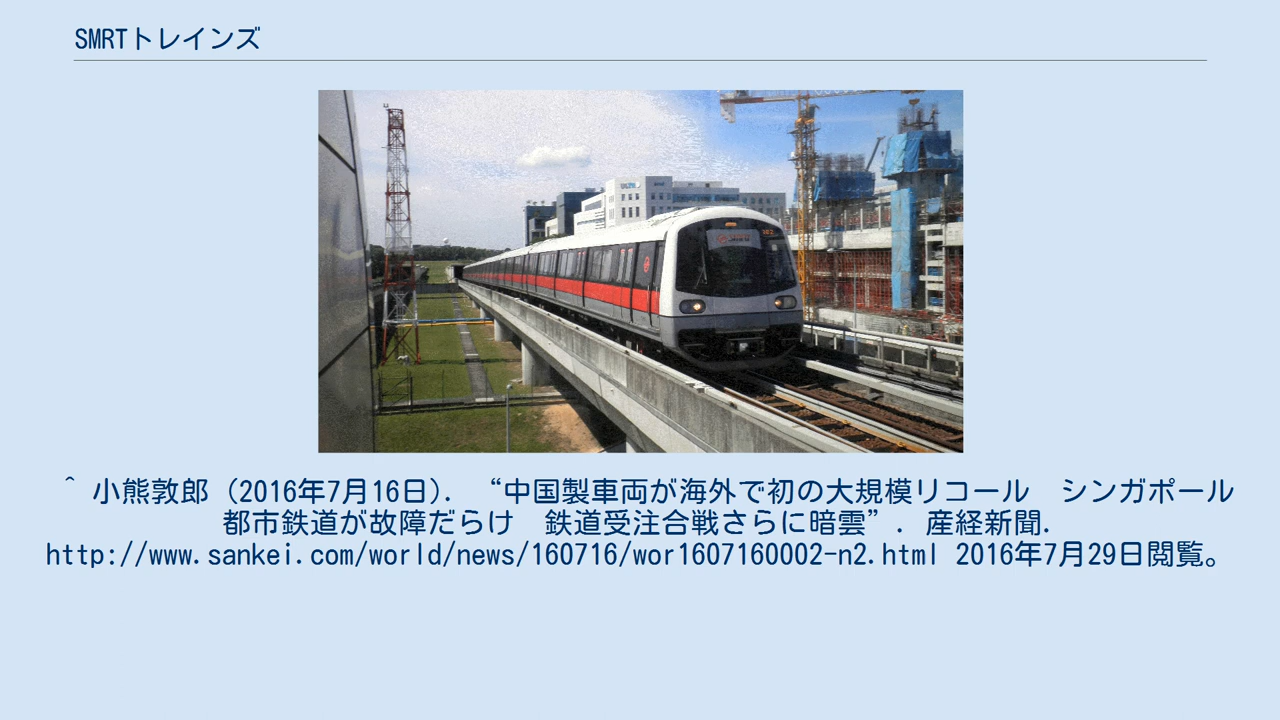 SMRTトレインズ
^ 小熊敦郎 (2016年7月16日). “中国製車両が海外で初の大規模リコール　シンガポール
都市鉄道が故障だらけ　鉄道受注合戦さらに暗雲”. 産経新聞.
http://www.sankei.com/world/news/160716/wor1607160002-n2.html 2016年7月29日閲覧。